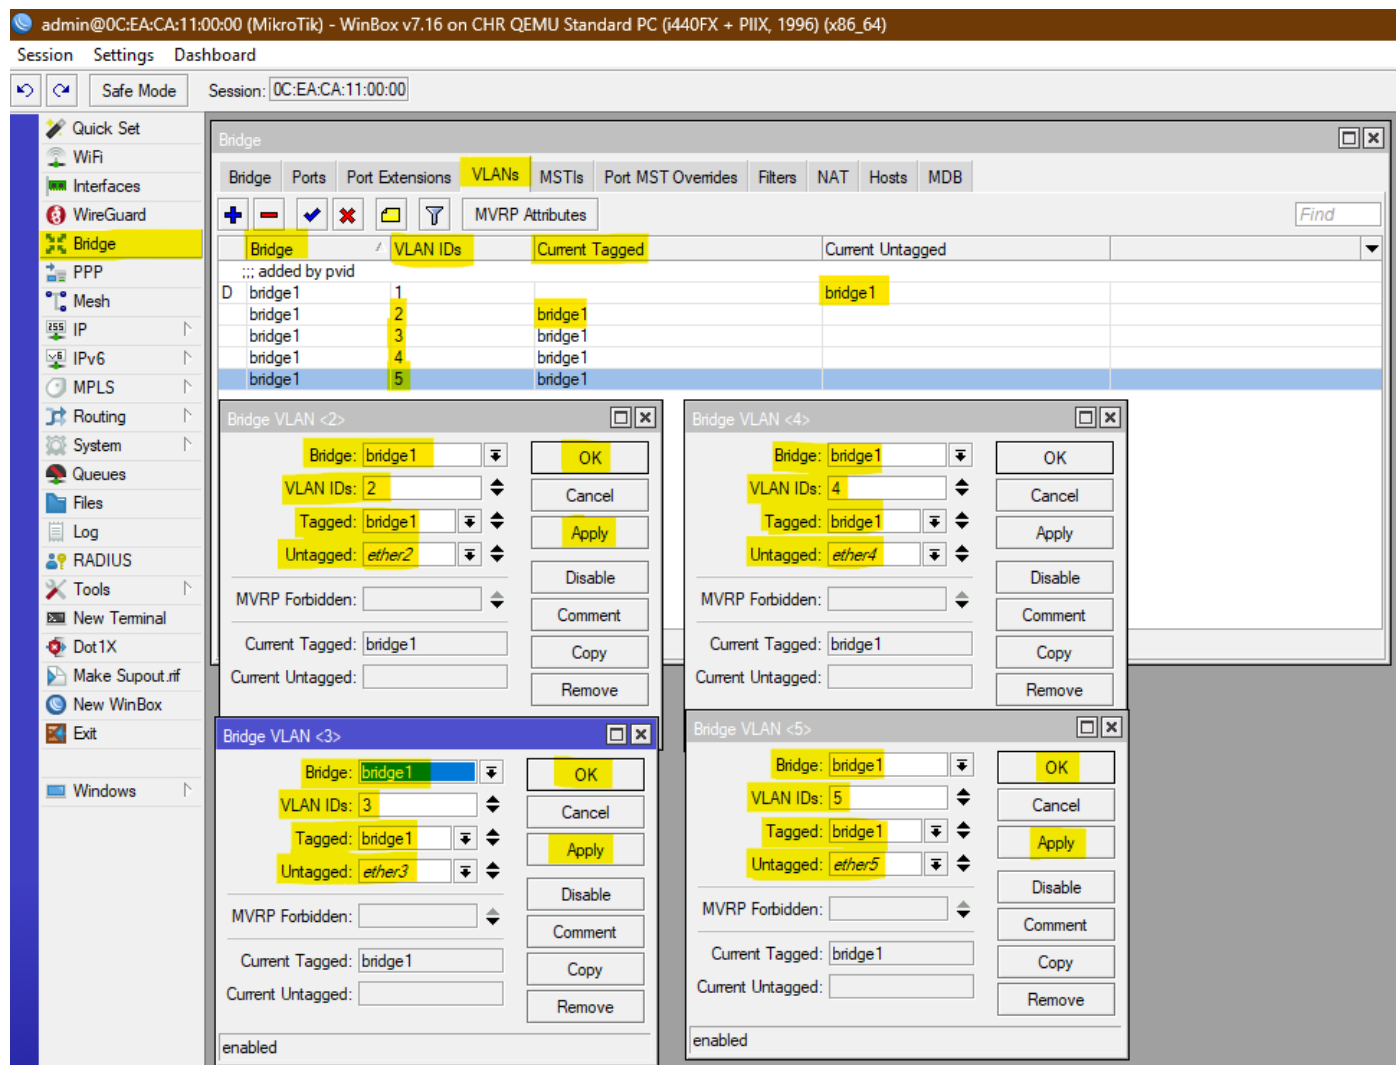 admin@0C:EA:CA:11:00:00 (MikroTik) - WinBox v7.16 on CHR QEMU Standard PC (i440FX + PIIX, 1996) (x86_64)
Session Settings Dashboard
Safe Mode Session: 0C:EA:CA:11:00:00
Quick Set
WiFi
Interfaces
WireGuard
Bridge
PPP
Mesh
IP
IPv6
MPLS
Routing
System
Queues
Files
Log
RADIUS
Tools
New Terminal
Dot1X
Make Supout.rif
New WinBox
Exit
Windows
Bridge
Bridge Ports Port Extensions VLANs MSTIs Port MST Overrides Filters NAT Hosts MDB
MVRP Attributes Find
Bridge VLAN IDs Current Tagged Current Untagged
;;; added by pvid
D bridge1 1 bridge1
bridge1 2 bridge1
bridge1 3 bridge1
bridge1 4 bridge1
bridge1 5 bridge1
Bridge VLAN <2>
Bridge: bridge1 OK
VLAN IDs: 2 Cancel
Tagged: bridge1 Apply
Untagged: ether2
Disable
MVRP Forbidden: Comment
Current Tagged: bridge1 Copy
Current Untagged: Remove
Bridge VLAN <4>
Bridge: bridge1 OK
VLAN IDs: 4 Cancel
Tagged: bridge1 Apply
Untagged: ether4
Disable
MVRP Forbidden: Comment
Current Tagged: bridge1 Copy
Current Untagged: Remove
Bridge VLAN <3>
Bridge: bridge1 OK
VLAN IDs: 3 Cancel
Tagged: bridge1 Apply
Untagged: ether3
Disable
MVRP Forbidden: Comment
Current Tagged: bridge1 Copy
Current Untagged: Remove
enabled
Bridge VLAN <5>
Bridge: bridge1 OK
VLAN IDs: 5 Cancel
Tagged: bridge1 Apply
Untagged: ether5
Disable
MVRP Forbidden: Comment
Current Tagged: bridge1 Copy
Current Untagged: Remove
enabled